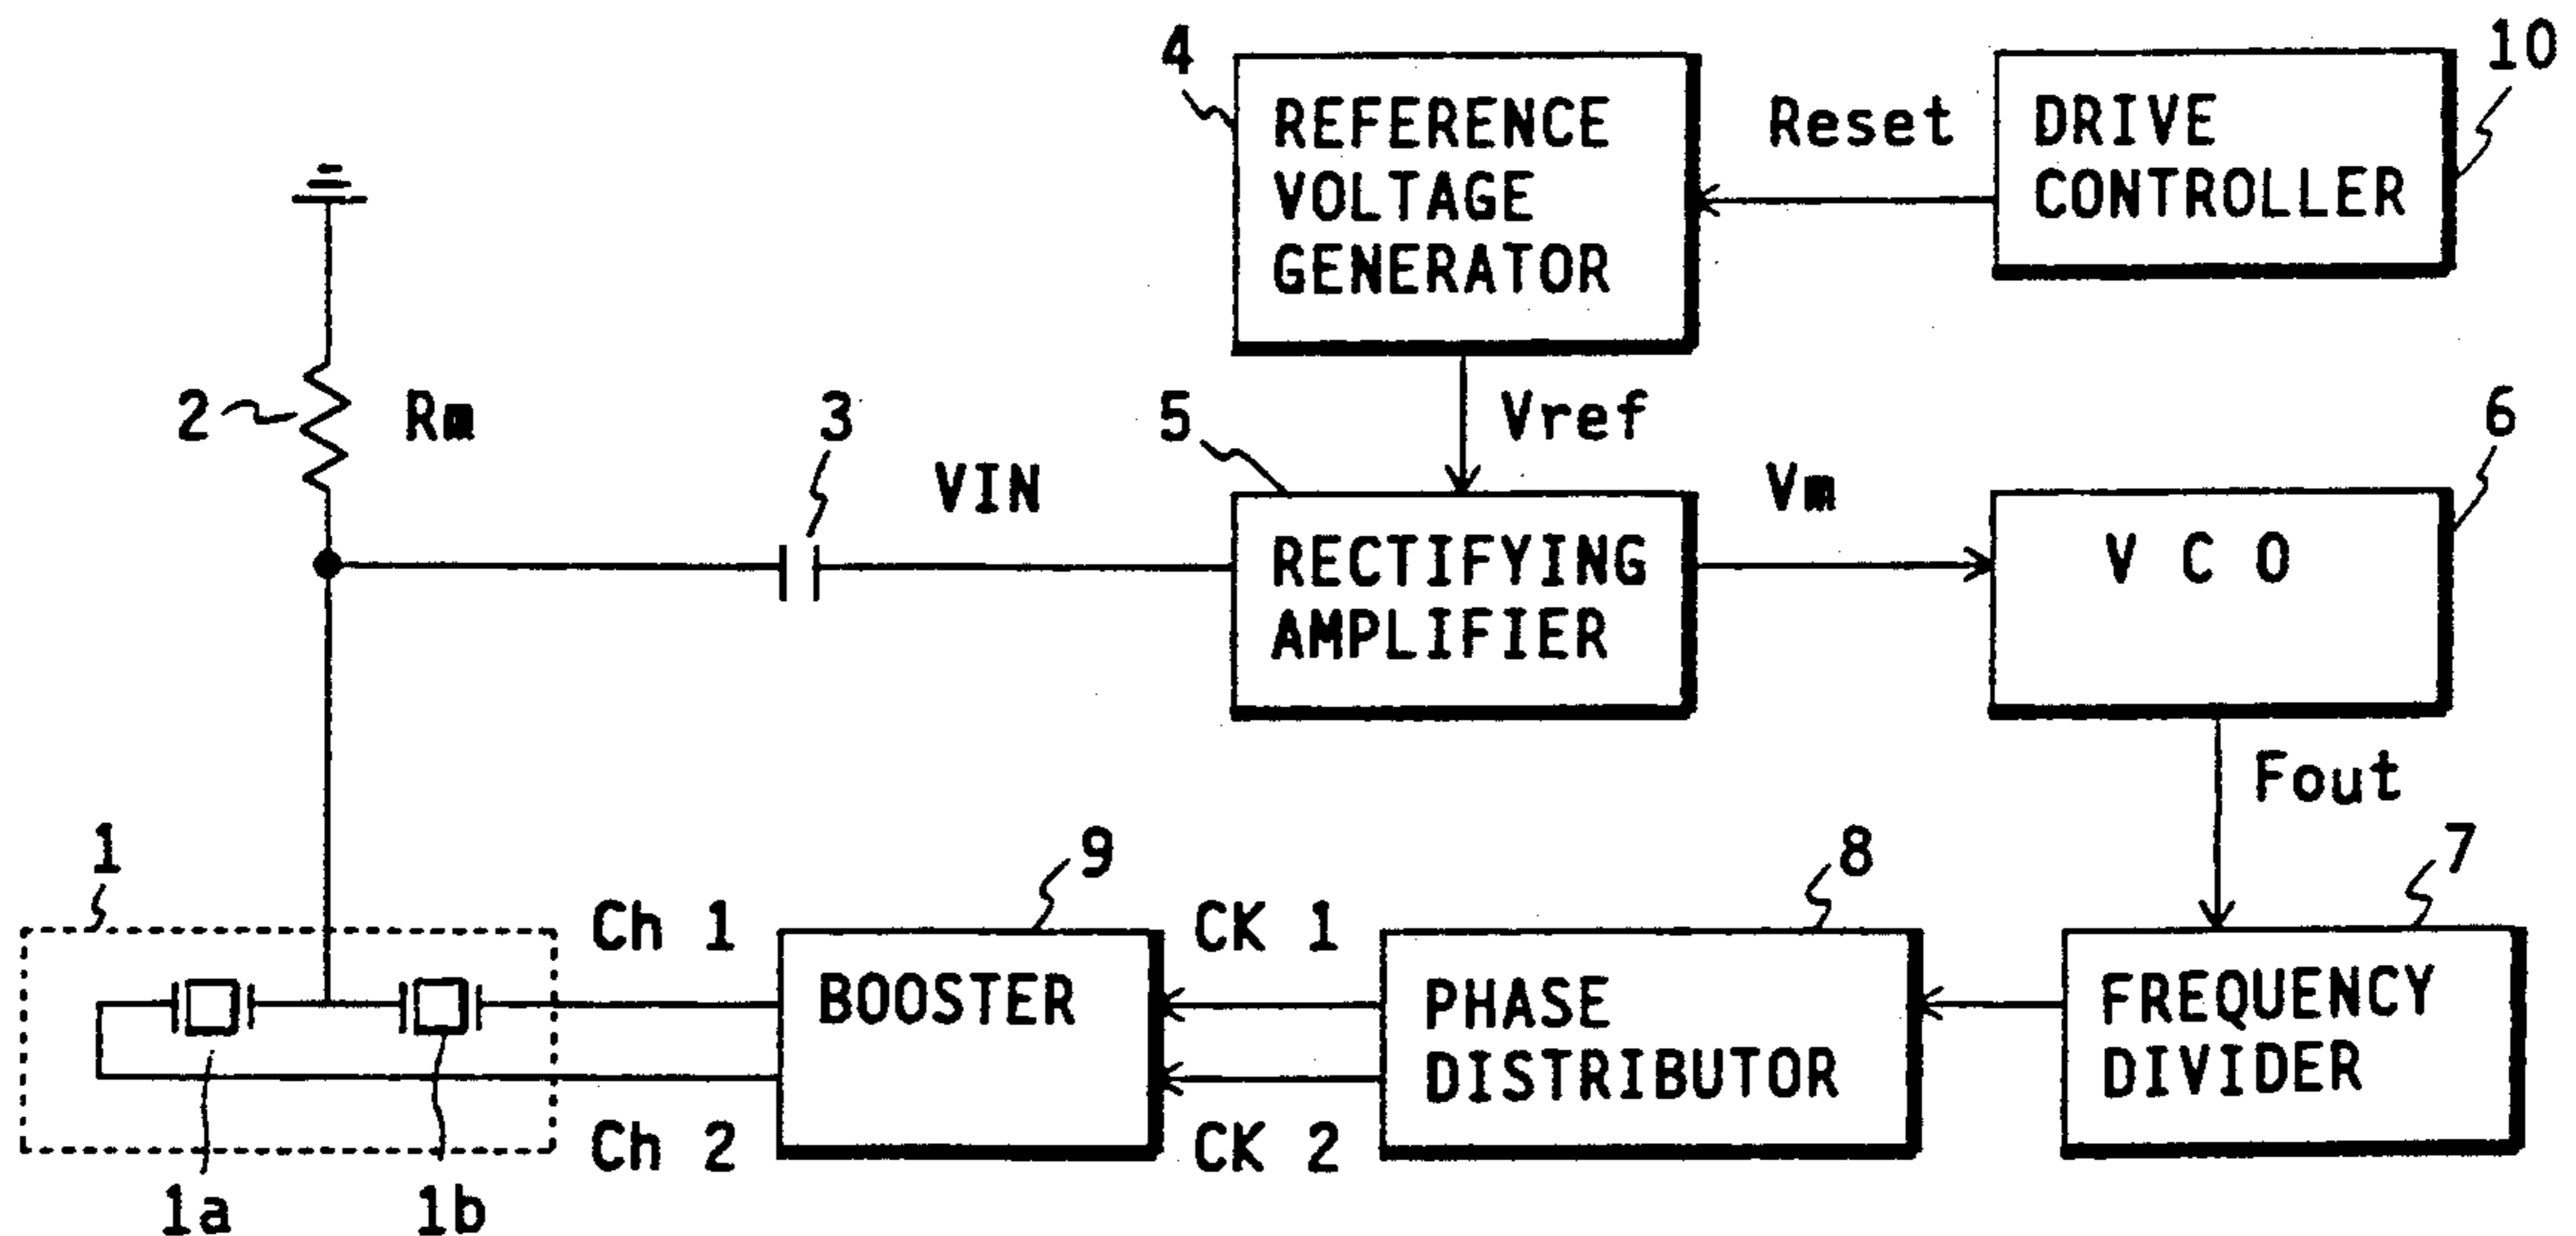 4
REFERENCE
VOLTAGE
GENERATOR
Reset
DRIVE
CONTROLLER
10
2
Rm
3
VIN
5
Vref
RECTIFYING
AMPLIFIER
Vm
V C O
6
Fout
1
1a
1b
Ch 1
Ch 2
9
BOOSTER
CK 1
CK 2
8
PHASE
DISTRIBUTOR
7
FREQUENCY
DIVIDER